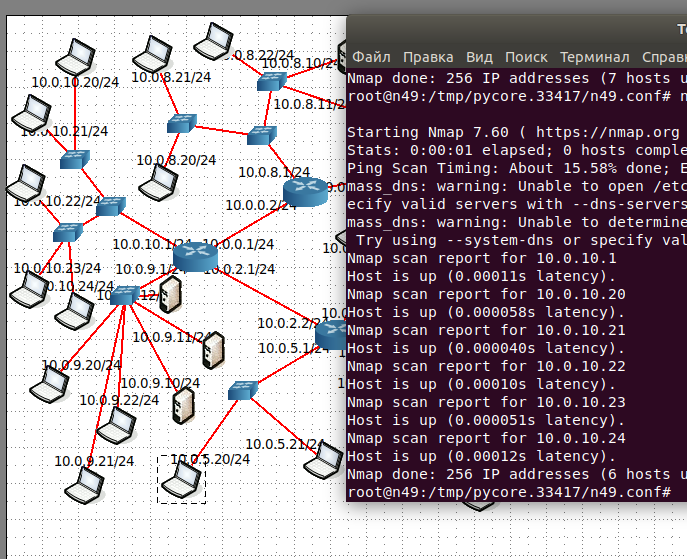 10.0.8.22/24
10.0.8.10/2
10.0.10.20/24
10.0.8.21/24
10.0.8.11/2
10.0.10.21/24
10.0.8.20/24
10.0.8.1/24
10.0.10.22/24
10.0.0.2/24
10.0.10.1/24
10.0.0.1/24
10.0.10.23/24
10.0.9.1/24
10.0.2.1/24
10.0.10.24/24
10.0.2.2/24
10.0.9.11/24
10.0.5.1/24
10.0.9.20/24
10.0.9.10/24
10.0.9.22/24
10.0.5.21/24
10.0.9.21/24
10.0.5.20/24
Файл Правка Вид Поиск Терминал Справ
Nmap done: 256 IP addresses (7 hosts u
root@n49:/tmp/pycore.33417/n49.conf# n
Starting Nmap 7.60 ( https://nmap.org
Stats: 0:00:01 elapsed; 0 hosts comple
Ping Scan Timing: About 15.58% done; E
mass_dns: warning: Unable to open /etc
ecify valid servers with --dns-servers
mass_dns: warning: Unable to determine
Try using --system-dns or specify val
Nmap scan report for 10.0.10.1
Host is up (0.00011s latency).
Nmap scan report for 10.0.10.20
Host is up (0.000058s latency).
Nmap scan report for 10.0.10.21
Host is up (0.000040s latency).
Nmap scan report for 10.0.10.22
Host is up (0.00010s latency).
Nmap scan report for 10.0.10.23
Host is up (0.000051s latency).
Nmap scan report for 10.0.10.24
Host is up (0.00012s latency).
Nmap done: 256 IP addresses (6 hosts u
root@n49:/tmp/pycore.33417/n49.conf#